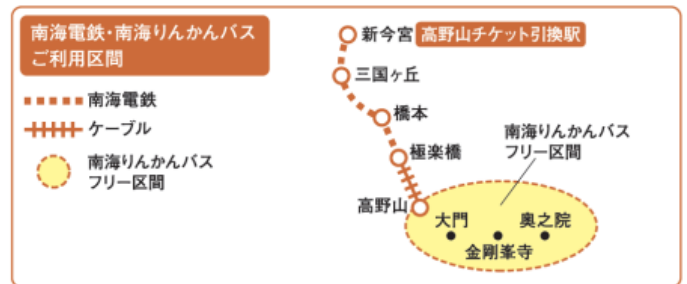 南海電鉄・南海りんかんバス
ご利用区間
南海電鉄
ケーブル
南海りんかんバス
フリー区間
新今宮 高野山チケット引換駅
三国ヶ丘
橋本
極楽橋
高野山
南海りんかんバス
フリー区間
大門
奥之院
金剛峯寺